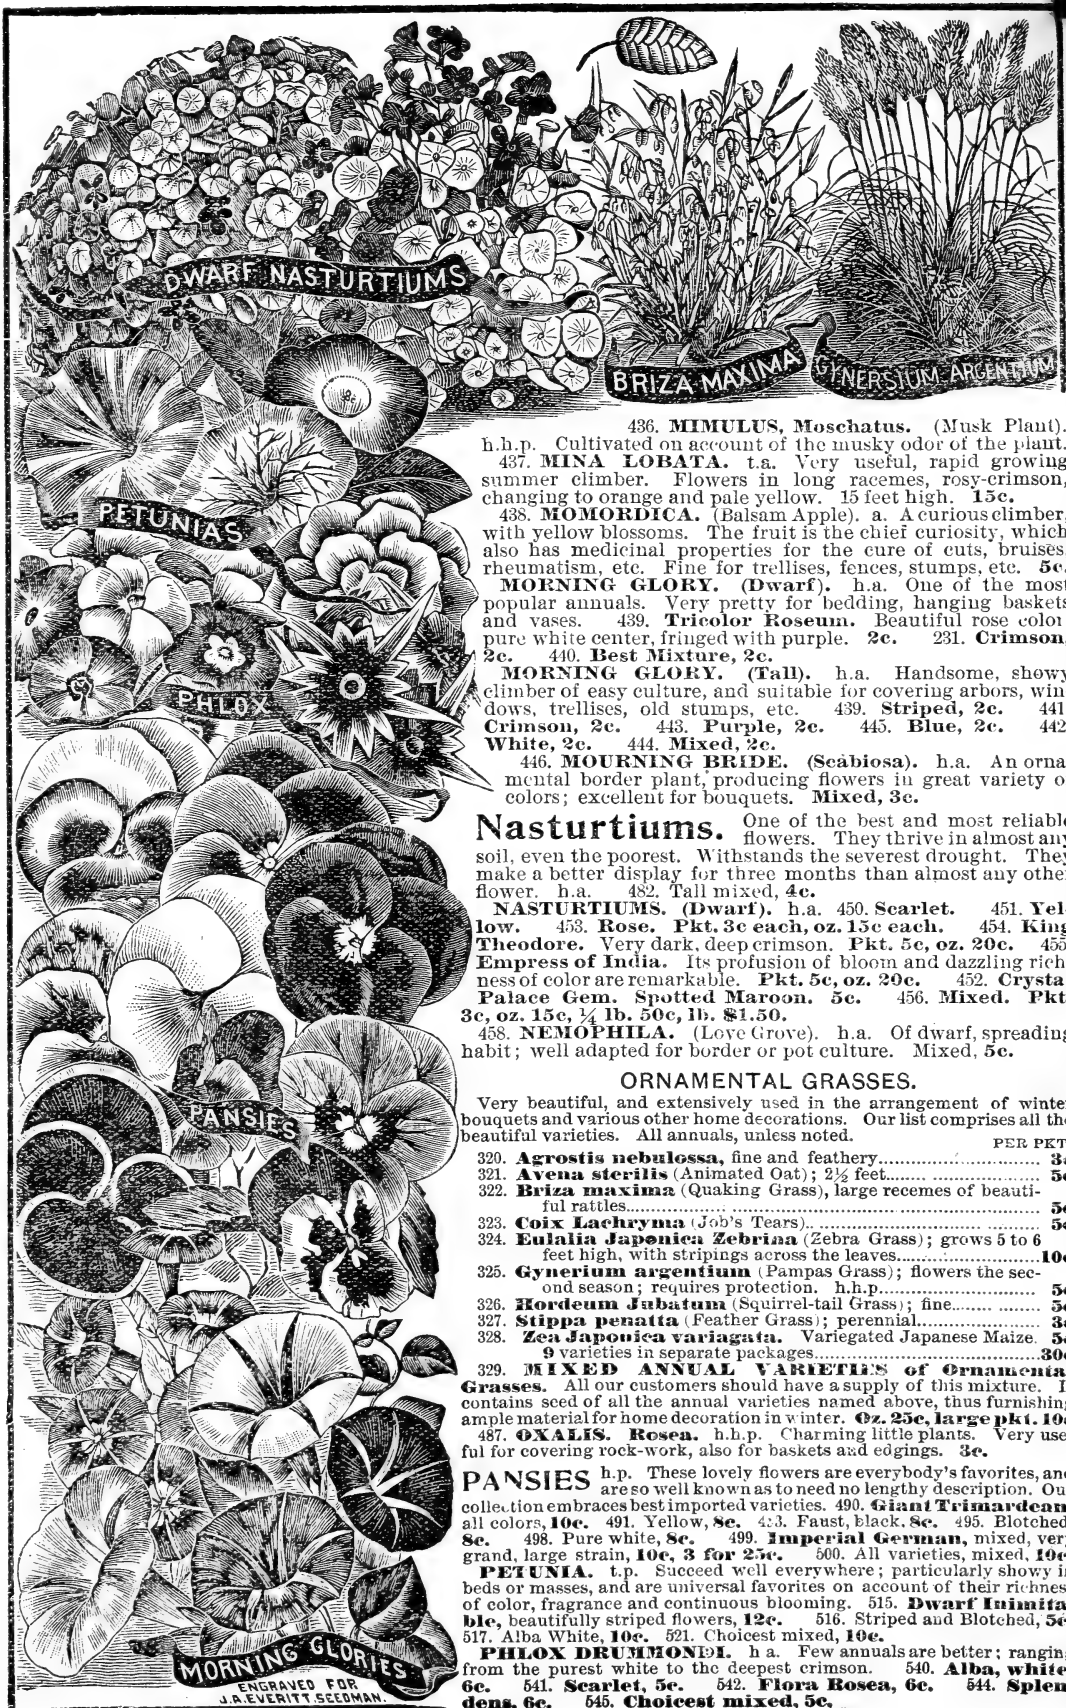 DWARF NASTURTIUMS
BRIZA MAXIMA
GYNERSIUM-ARGENTIUM
PETUNIAS
PHLOX
PANSIES
MORNING GLORIES
ENGRAVED FOR
J.A.EVERITT.SEEDMAN.
436. MIMULUS, Moschatus. (Musk Plant).
h.h.p. Cultivated on account of the musky odor of the plant.
437. MINA LOBATA. t.a. Very useful, rapid growing
summer climber. Flowers in long racemes, rosy-crimson,
changing to orange and pale yellow. 15 feet high. 15c.
438. MOMORDICA. (Balsam Apple). a. A curious climber,
with yellow blossoms. The fruit is the chief curiosity, which
also has medicinal properties for the cure of cuts, bruises,
rheumatism, etc. Fine for trellises, fences, stumps, etc. 5c.
MORNING GLORY. (Dwarf). h.a. One of the most
popular annuals. Very pretty for bedding, hanging baskets
and vases. 439. Tricolor Roseum. Beautiful rose color
pure white center, fringed with purple. 2c. 231. Crimson,
2c. 440. Best Mixture, 2c.
MORNING GLORY. (Tall). h.a. Handsome, showy
climber of easy culture, and suitable for covering arbors, win
dows, trellises, old stumps, etc. 439. Striped, 2c. 441
Crimson, 2c. 443. Purple, 2c. 445. Blue, 2c. 442
White, 2c. 444. Mixed, 2c.
446. MOURNING BRIDE. (Scabiosa). h.a. An orna
mental border plant, producing flowers in great variety o
colors; excellent for bouquets. Mixed, 3c.
Nasturtiums. One of the best and most reliable
flowers. They thrive in almost any
soil, even the poorest. Withstands the severest drought. They
make a better display for three months than almost any othe
flower. h.a. 482. Tall mixed, 4c.
NASTURTIUMS. (Dwarf). h.a. 450. Scarlet. 451. Yel
low. 453. Rose. Pkt. 3c each, oz. 15c each. 454. King
Theodore. Very dark, deep crimson. Pkt. 5c, oz. 20c. 455
Empress of India. Its profusion of bloom and dazzling rich
ness of color are remarkable. Pkt. 5c, oz. 20c. 452. Crysta
Palace Gem. Spotted Maroon. 5c. 456. Mixed. Pkt
3c, oz. 15c, ¼ lb. 50c, lb. $1.50.
458. NEMOPHILA. (Love Grove). h.a. Of dwarf, spreading
habit; well adapted for border or pot culture. Mixed, 5c.
ORNAMENTAL GRASSES.
Very beautiful, and extensively used in the arrangement of winte
bouquets and various other home decorations. Our list comprises all the
beautiful varieties. All annuals, unless noted.
PER PKT
320. Agrostis nebulossa, fine and feathery.......... 3
321. Avena sterilis (Animated Oat); 2½ feet.......... 5c
322. Briza maxima (Quaking Grass), large recemes of beauti-
ful rattles.......... 5c
323. Coix Lachryma (Job's Tears).......... 5c
324. Eulalia Japonica Zebrina (Zebra Grass); grows 5 to 6
feet high, with stripings across the leaves.......... 10c
325. Gynerium argentium (Pampas Grass); flowers the sec-
ond season; requires protection. h.h.p.......... 5c
326. Hordeum Jubatum (Squirrel-tail Grass); fine.......... 5c
327. Stippa penatta (Feather Grass); perennial.......... 3
328. Zea Japonica variagata. Variegated Japanese Maize. 5c
9 varieties in separate packages.......... 30c
329. MIXED ANNUAL VARIETIES of Ornamenta
Grasses. All our customers should have a supply of this mixture. I
contains seed of all the annual varieties named above, thus furnishing
ample material for home decoration in winter. Oz. 25c, large pkt. 10c
487. OXALIS. Rosea. h.h.p. Charming little plants. Very use
ful for covering rock-work, also for baskets and edgings. 3c.
PANSIES h.p. These lovely flowers are everybody's favorites, and
are so well known as to need no lengthy description. Ou
collection embraces best imported varieties. 490. Giant Trimardeau
all colors, 10c. 491. Yellow, 8c. 493. Faust, black, 8c. 495. Blotched
8c. 498. Pure white, 8c. 499. Imperial German, mixed, very
grand, large strain, 10c, 3 for 25c. 500. All varieties, mixed, 10c
PETUNIA. t.p. Succeed well everywhere; particularly showy in
beds or masses, and are universal favorites on account of their richnes
of color, fragrance and continuous blooming. 515. Dwarf Inimita
ble, beautifully striped flowers, 12c. 516. Striped and Blotched, 5c
517. Alba White, 10c. 521. Choicest mixed, 10c.
PHLOX DRUMMONDI. h a. Few annuals are better; ranging
from the purest white to the deepest crimson. 540. Alba, white
6c. 541. Scarlet, 5c. 542. Flora Rosea, 6c. 544. Splen
dens, 6c. 545. Choicest mixed, 5c,